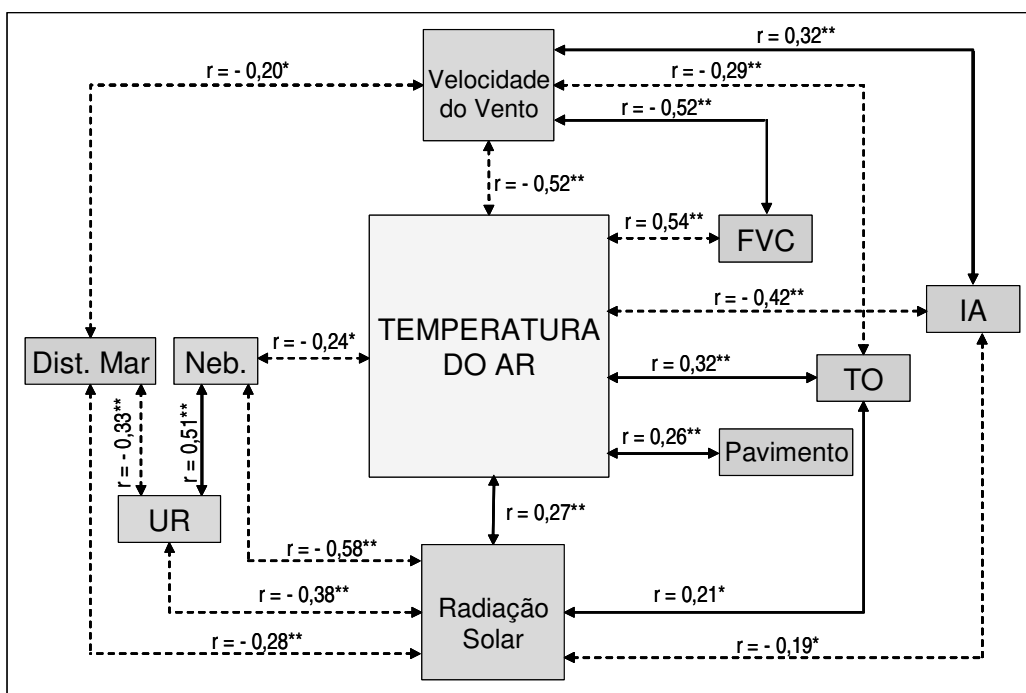 r = 0,32**
r = - 0,20*
Velocidade
do Vento
r = - 0,29**
r = - 0,52**
r = - 0,52**
r = 0,54**
FVC
r = - 0,42**
IA
TEMPERATURA
DO AR
Dist. Mar
Neb.
r = - 0,24*
r = 0,32**
TO
r = - 0,33**
r = 0,51**
r = 0,26**
Pavimento
UR
r = 0,27**
r = - 0,58**
r = - 0,38**
Radiação
Solar
r = 0,21*
r = - 0,28**
r = - 0,19*